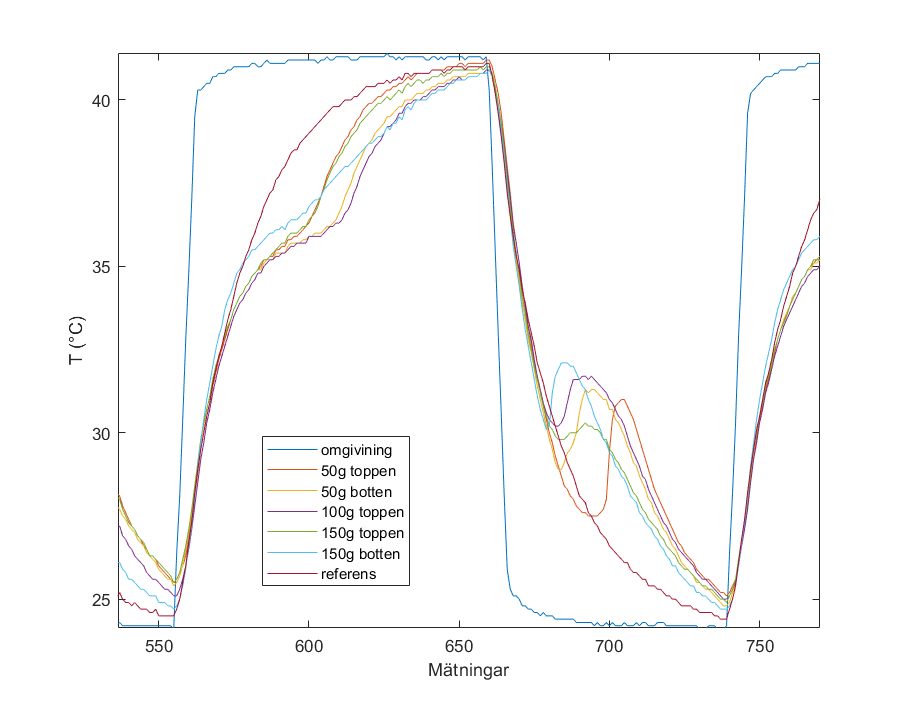 40
35
30
25
T (°C)
omgivining
50g toppen
50g botten
100g toppen
150g toppen
150g botten
referens
550 600 650 700 750
Mätningar